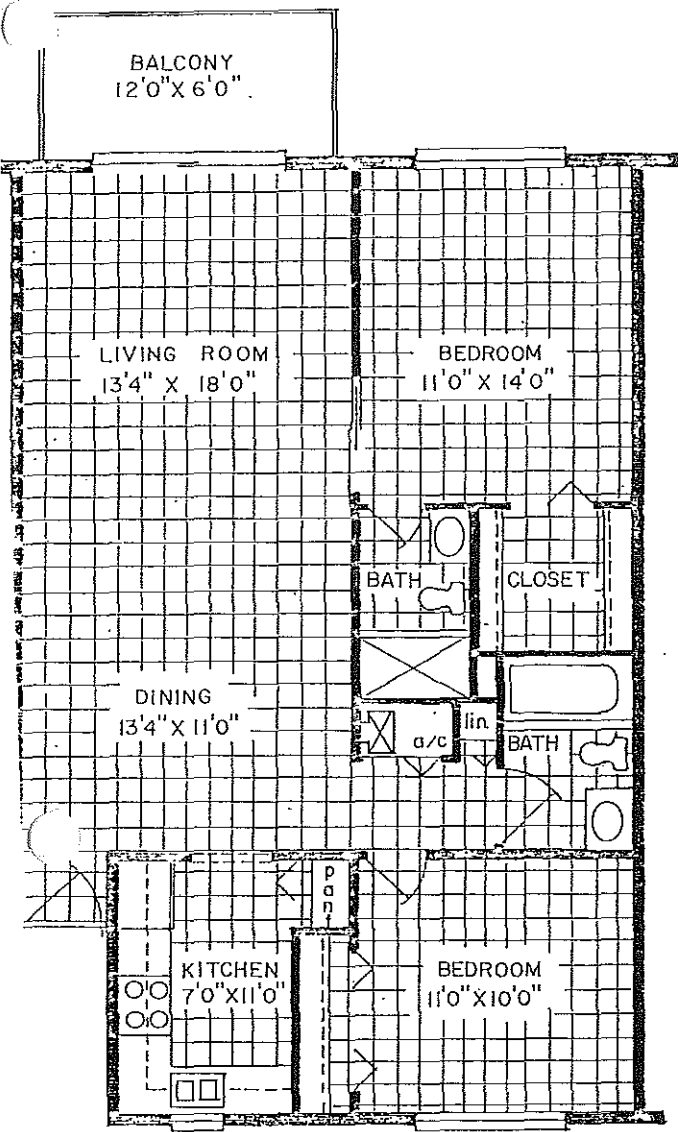 BALCONY
12'0" X 6'0"
LIVING ROOM
13'4" X 18'0"
BEDROOM
11'0" X 14'0"
BATH
CLOSET
DINING
13'4" X 11'0"
lin.
a/c
BATH
pan
KITCHEN
7'0"X11'0"
BEDROOM
11'0"X10'0"